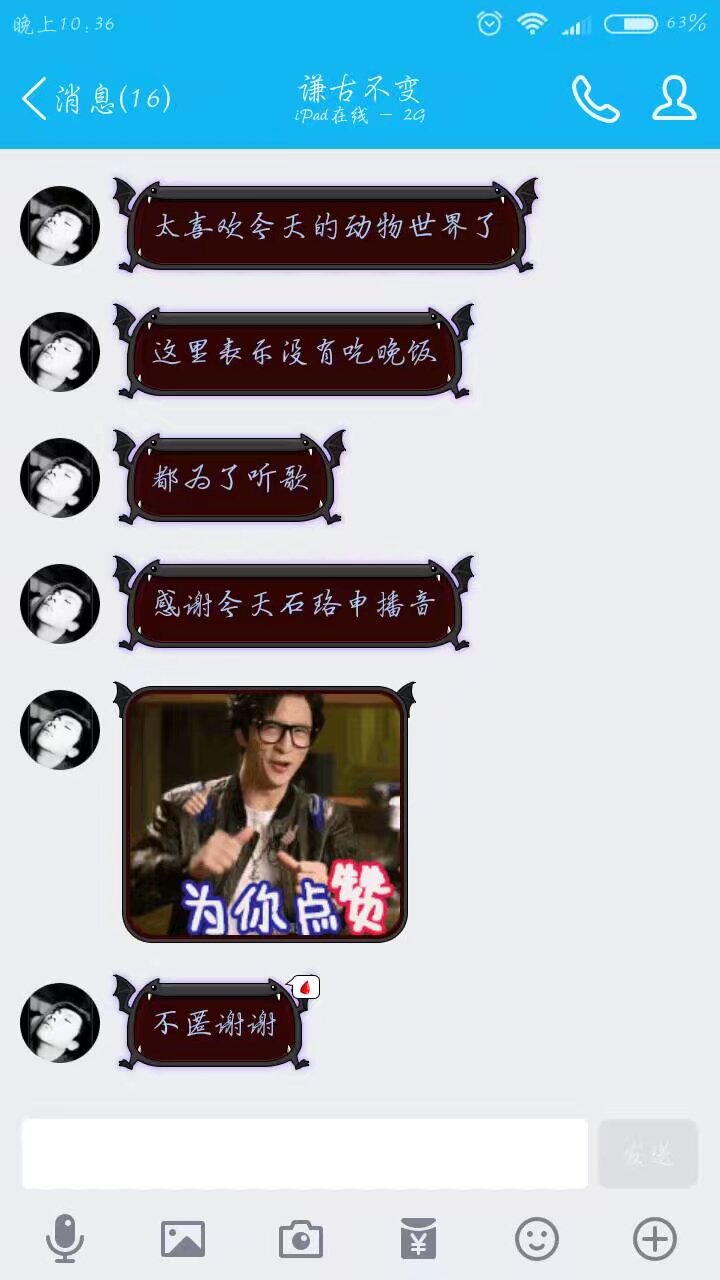 晚上10:36
63%
消息(16)
谦古不变
iPad在线 - 2G
太喜欢今天的动物世界了
这里表示没有吃晚饭
都为了听歌
感谢今天石珞申播音
为你点赞
不匿谢谢
发送